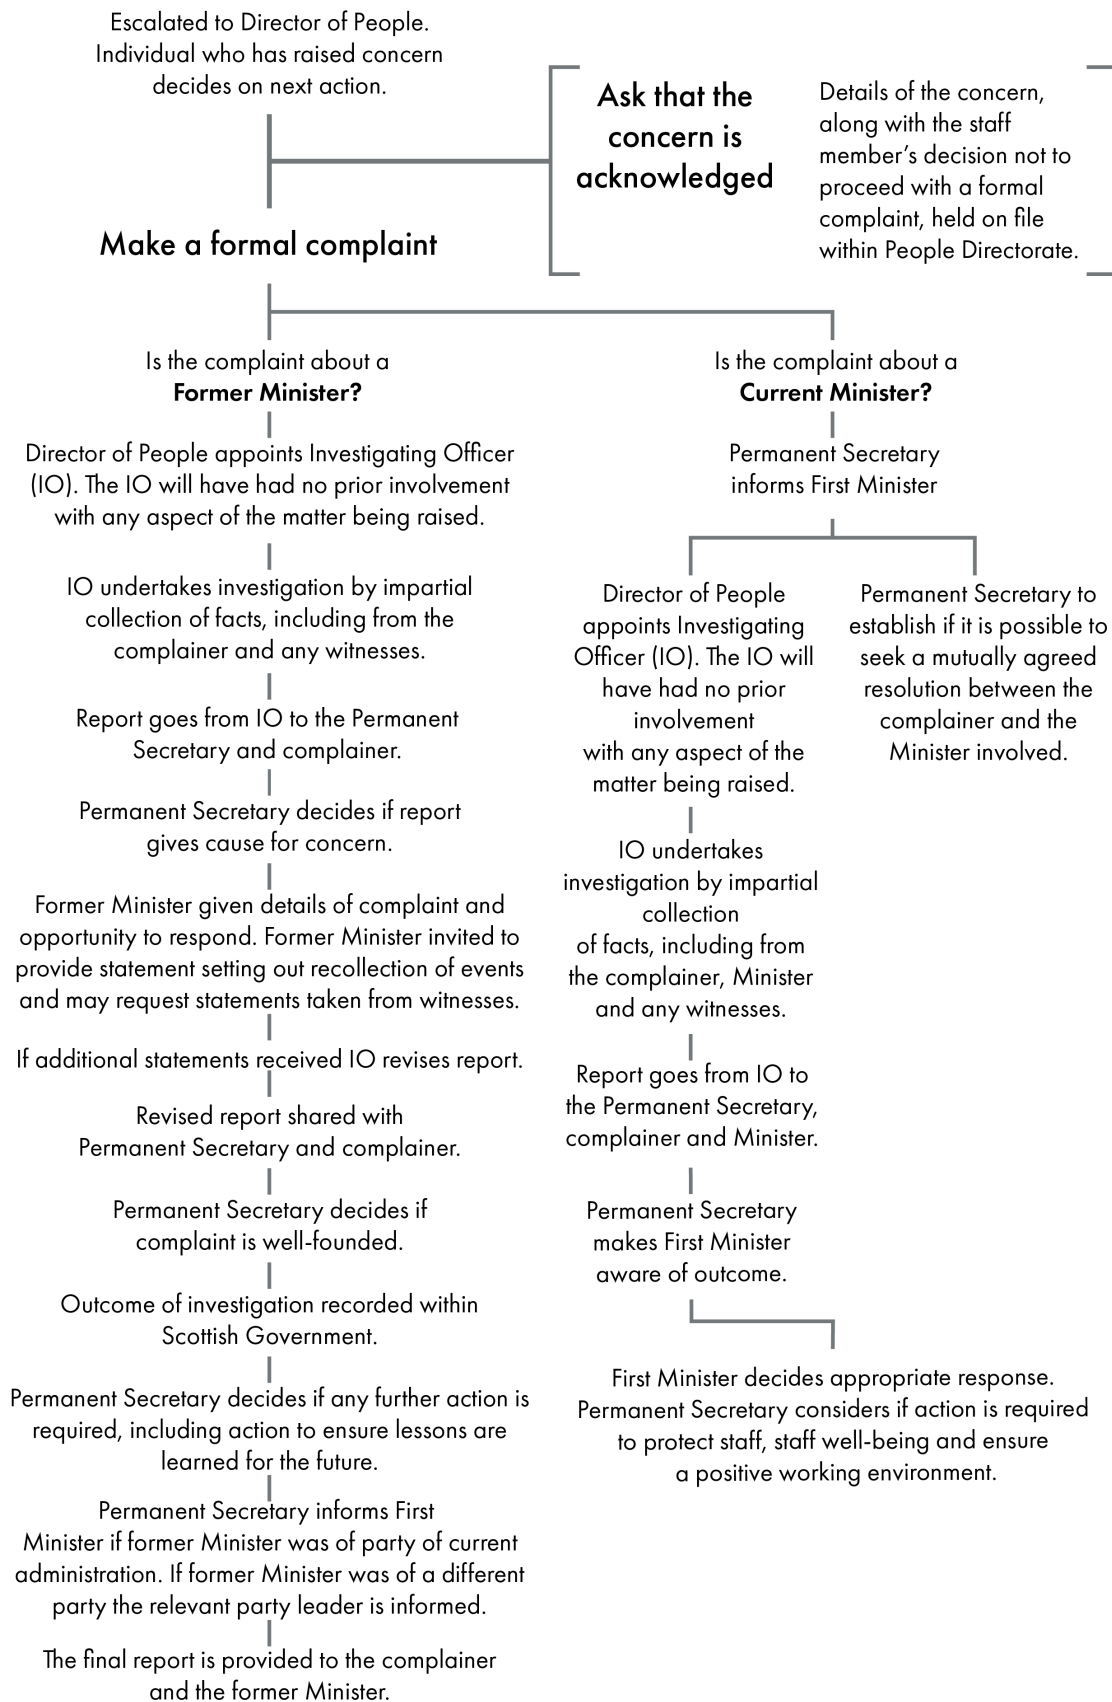 Escalated to Director of People.
Individual who has raised concern
decides on next action.
Ask that the
concern is
acknowledged
Details of the concern,
along with the staff
member’s decision not to
proceed with a formal
complaint, held on file
within People Directorate.
Make a formal complaint
Is the complaint about a
Former Minister?
Director of People appoints Investigating Officer
(IO). The IO will have had no prior involvement
with any aspect of the matter being raised.
IO undertakes investigation by impartial
collection of facts, including from the
complainer and any witnesses.
Report goes from IO to the Permanent
Secretary and complainer.
Permanent Secretary decides if report
gives cause for concern.
Former Minister given details of complaint and
opportunity to respond. Former Minister invited to
provide statement setting out recollection of events
and may request statements taken from witnesses.
If additional statements received IO revises report.
Revised report shared with
Permanent Secretary and complainer.
Permanent Secretary decides if
complaint is well-founded.
Outcome of investigation recorded within
Scottish Government.
Permanent Secretary decides if any further action is
required, including action to ensure lessons are
learned for the future.
Permanent Secretary informs First
Minister if former Minister was of party of current
administration. If former Minister was of a different
party the relevant party leader is informed.
The final report is provided to the complainer
and the former Minister.
Is the complaint about a
Current Minister?
Permanent Secretary
informs First Minister
Director of People
appoints Investigating
Officer (IO). The IO will
have had no prior
involvement
with any aspect of the
matter being raised.
IO undertakes
investigation by impartial
collection
of facts, including from
the complainer, Minister
and any witnesses.
Report goes from IO to
the Permanent Secretary,
complainer and Minister.
Permanent Secretary
makes First Minister
aware of outcome.
Permanent Secretary to
establish if it is possible to
seek a mutually agreed
resolution between the
complainer and the
Minister involved.
First Minister decides appropriate response.
Permanent Secretary considers if action is required
to protect staff, staff well-being and ensure
a positive working environment.